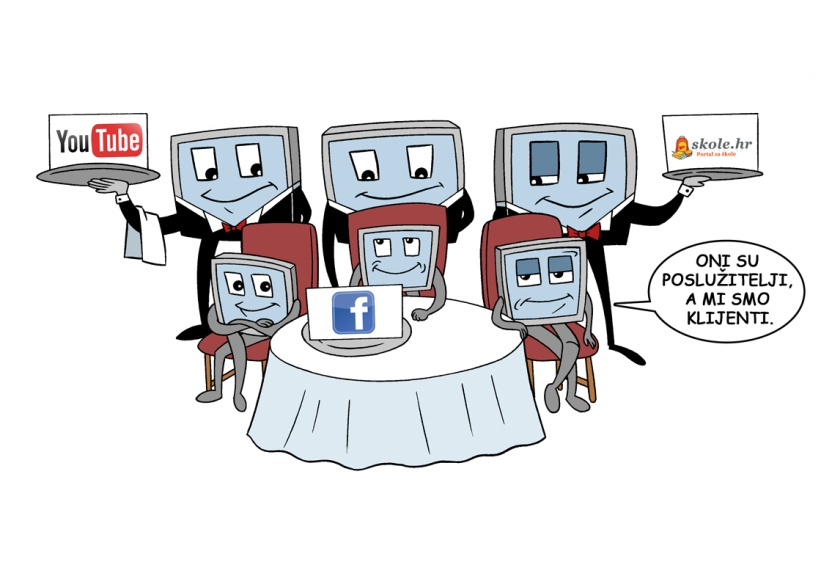 YouTube
skole.hr
Portal za škole
f
ONI SU
POSLUŽITELJI,
A MI SMO
KLIJENTI.